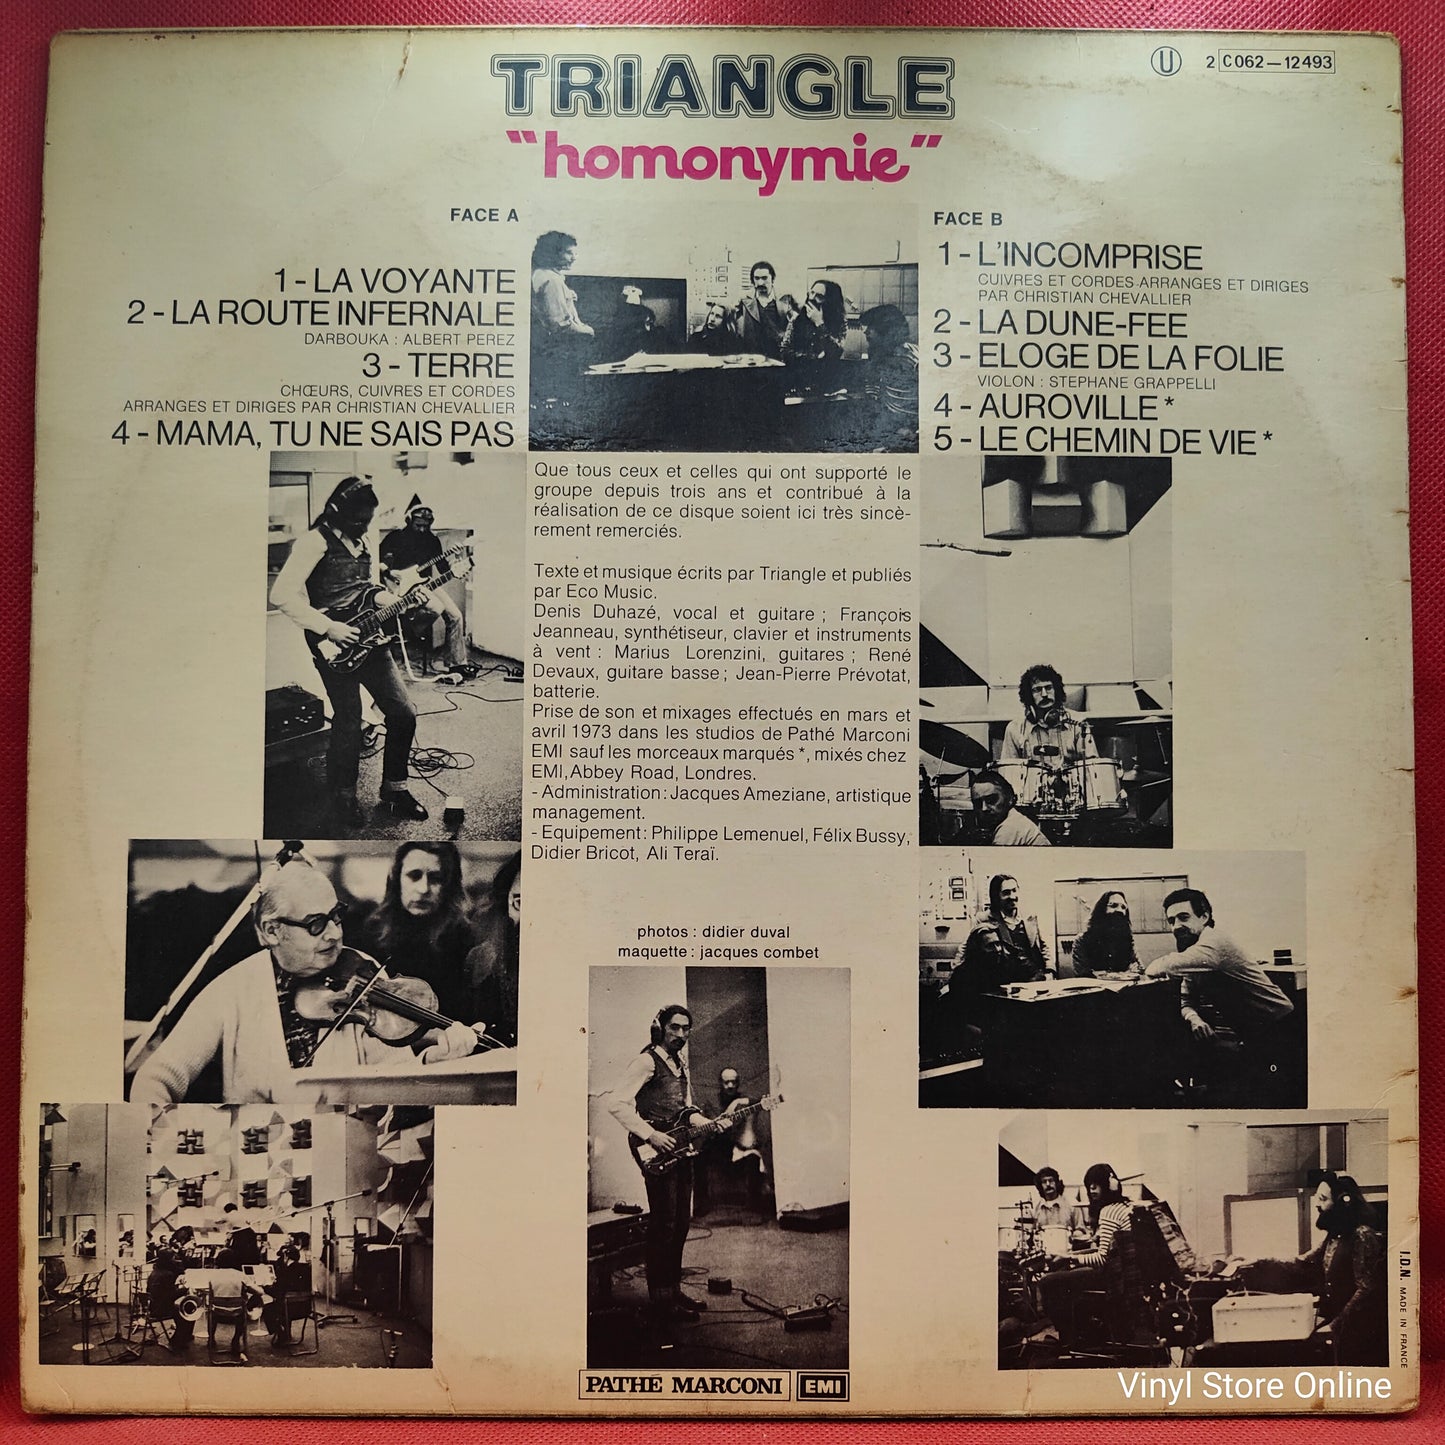 TRIANGLE
"homonymie"
U 2 C062-12493
FACE A
1 - LA VOYANTE
2 - LA ROUTE INFERNALE
DARBOUKA : ALBERT PEREZ
3 - TERRE
CHŒURS, CUIVRES ET CORDES
ARRANGES ET DIRIGES PAR CHRISTIAN CHEVALLIER
4 - MAMA, TU NE SAIS PAS
FACE B
1 - L'INCOMPRISE
CUIVRES ET CORDES ARRANGES ET DIRIGES
PAR CHRISTIAN CHEVALLIER
2 - LA DUNE-FEE
3 - ELOGE DE LA FOLIE
VIOLON : STEPHANE GRAPPELLI
4 - AUROVILLE *
5 - LE CHEMIN DE VIE *
Que tous ceux et celles qui ont supporté le
groupe depuis trois ans et contribué à la
réalisation de ce disque soient ici très sincè-
rement remerciés.
Texte et musique écrits par Triangle et publiés
par Eco Music.
Denis Duhazé, vocal et guitare ; François
Jeanneau, synthétiseur, clavier et instruments
à vent : Marius Lorenzini, guitares ; René
Devaux, guitare basse ; Jean-Pierre Prévotat,
batterie.
Prise de son et mixages effectués en mars et
avril 1973 dans les studios de Pathé Marconi
EMI sauf les morceaux marqués *, mixés chez
EMI, Abbey Road, Londres.
- Administration : Jacques Ameziane, artistique
management.
- Equipement : Philippe Lemenuel, Félix Bussy,
Didier Bricot, Ali Teraï.
photos : didier duval
maquette : jacques combet
PATHÉ MARCONI EMI
I.D.N. MADE IN FRANCE
Vinyl Store Online